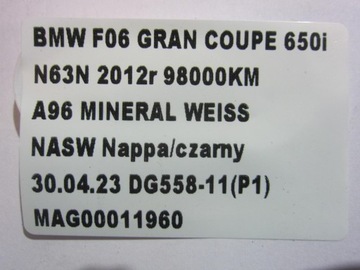 BMW F06 GRAN COUPE 650i
N63N 2012r 98000KM
A96 MINERAL WEISS
NASW Nappa/czarny
30.04.23 DG558-11(P1)
MAG00011960